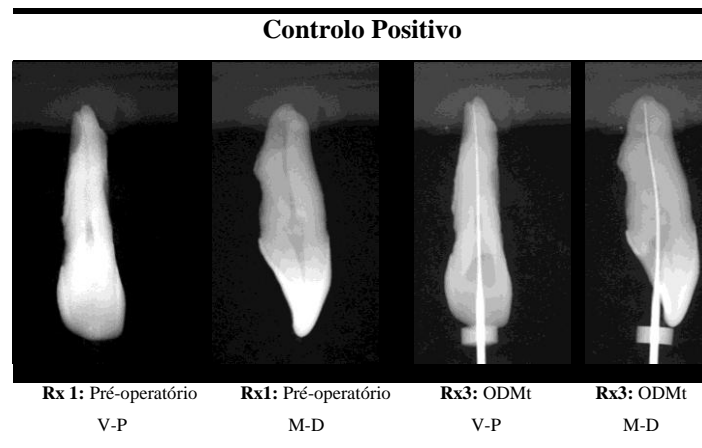 Controlo Positivo
Rx 1: Pré-operatório
V-P
Rx1: Pré-operatório
M-D
Rx3: ODMt
V-P
Rx3: ODMt
M-D